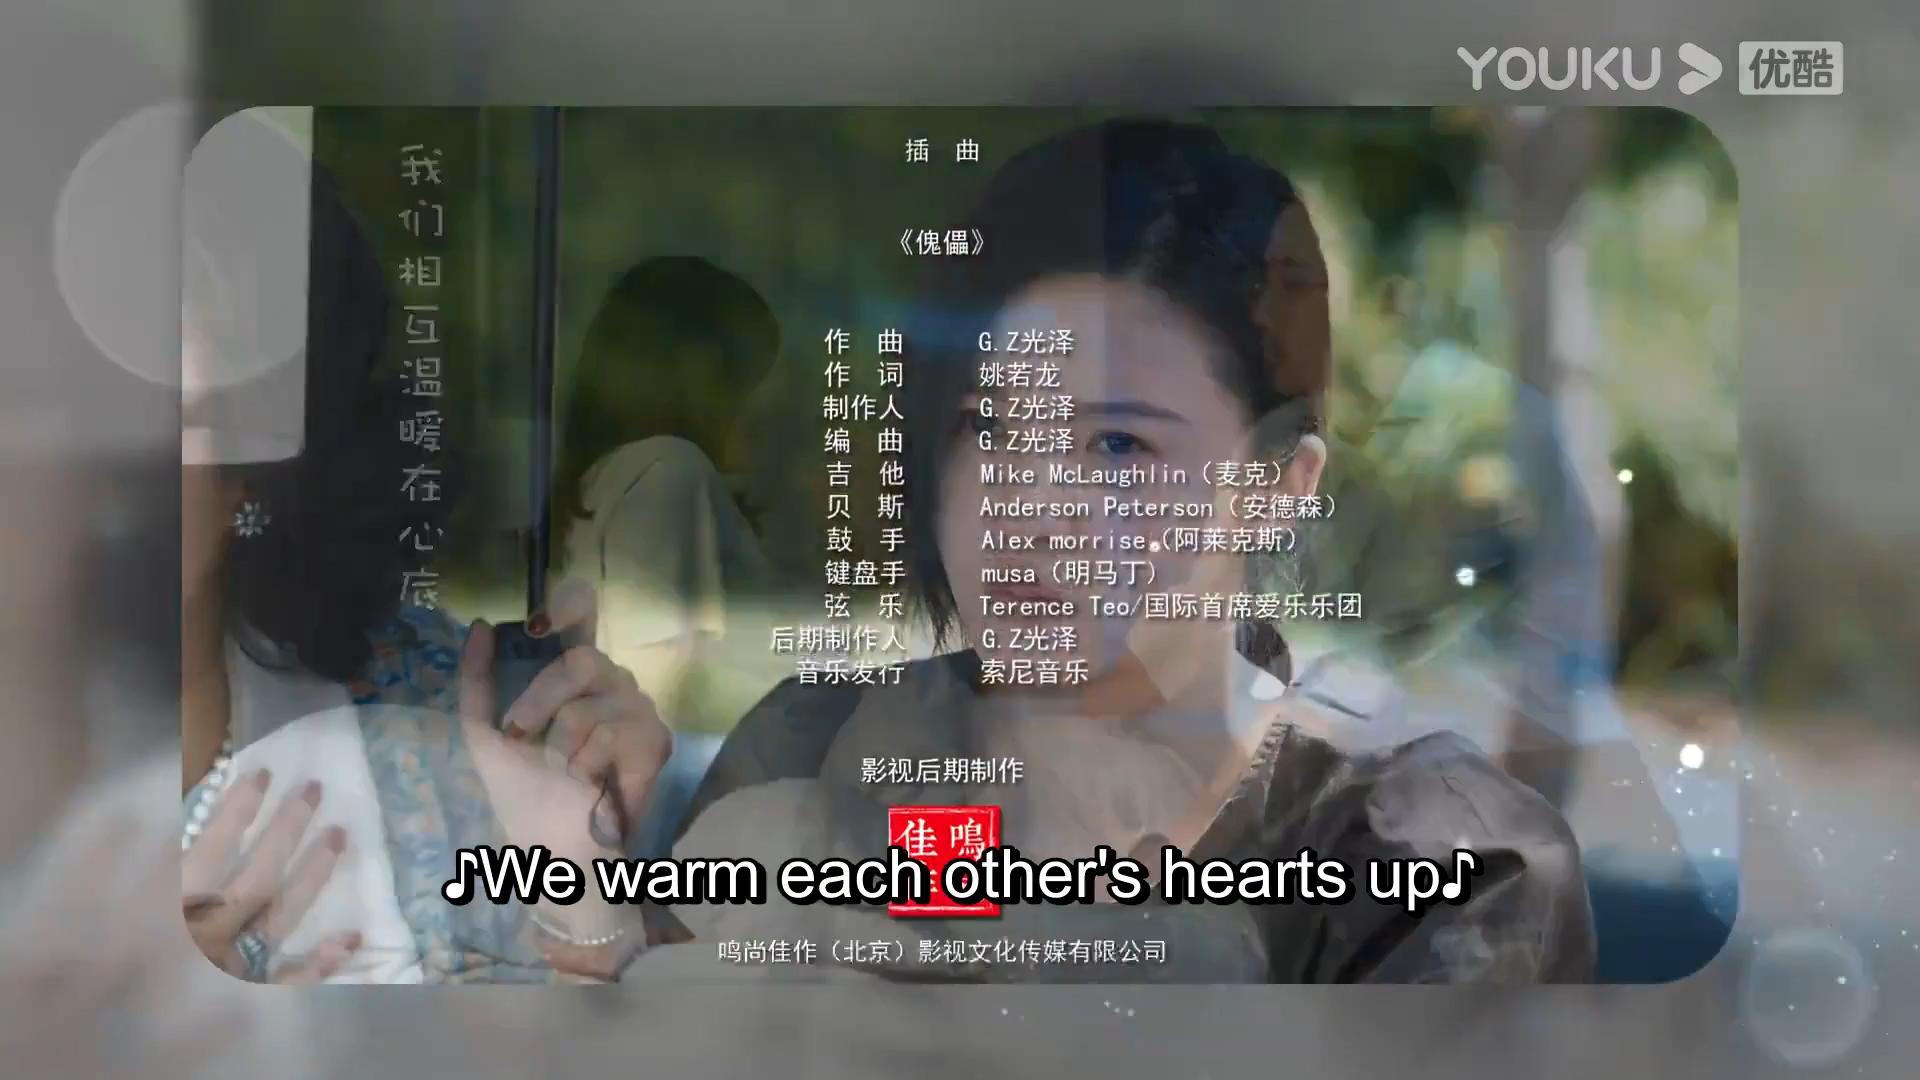 YOUKU 优酷
我们相互温暖在心底
插 曲
《傀儡》
作 曲 G.Z光泽
作 词 姚若龙
制作人 G.Z光泽
编 曲 G.Z光泽
吉 他 Mike McLaughlin（麦克）
贝 斯 Anderson Peterson（安德森）
鼓 手 Alex morrise（阿莱克斯）
键盘手 musa（明马丁）
弦 乐 Terence Teo/国际首席爱乐乐团
后期制作人 G.Z光泽
音乐发行 索尼音乐
影视后期制作
佳鳴
♪We warm each other's hearts up♪
鸣尚佳作（北京）影视文化传媒有限公司